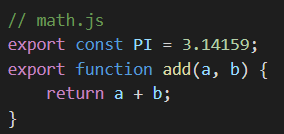 // math.js
export const PI = 3.14159;
export function add(a, b) {
    return a + b;
}